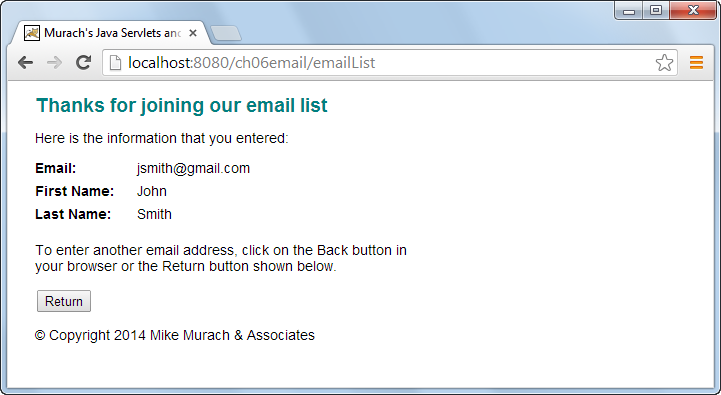 Murach's Java Servlets and
localhost:8080/ch06email/emailList
Thanks for joining our email list
Here is the information that you entered:
Email: jsmith@gmail.com
First Name: John
Last Name: Smith
To enter another email address, click on the Back button in
your browser or the Return button shown below.
Return
© Copyright 2014 Mike Murach & Associates